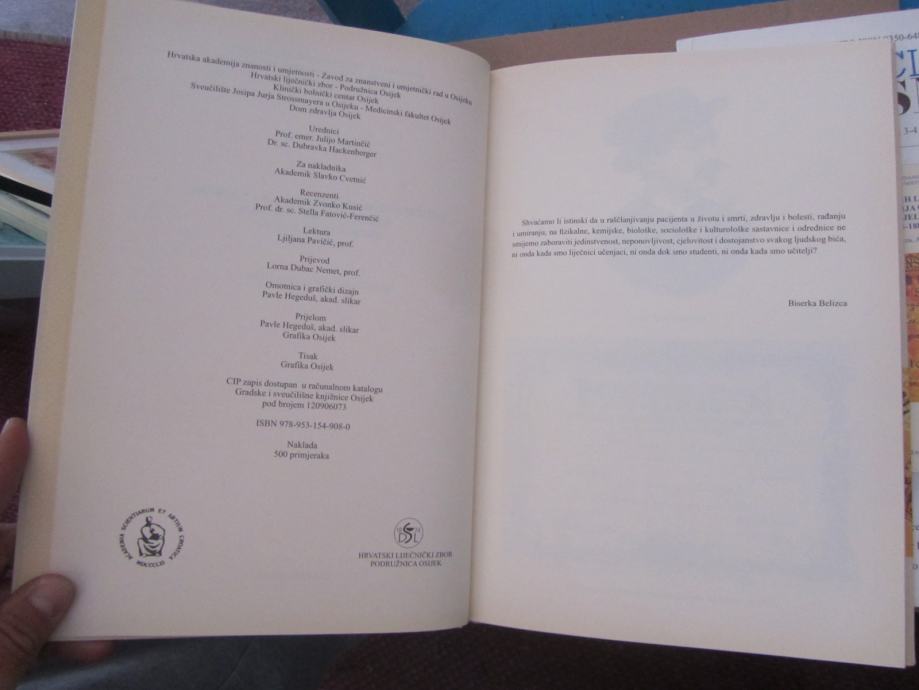 Hrvatska akademija znanosti i umjetnosti - Zavod za znanstveni i umjetnički rad u Osijeku
Hrvatski liječnički zbor - Podružnica Osijek
Klinički bolnički centar Osijek
Sveučilište Josipa Jurja Strossmayera u Osijeku - Medicinski fakultet Osijek
Dom zdravlja Osijek
Urednici
Prof. emer. Julijo Martinčić
Dr. sc. Dubravka Hackenberger
Za nakladnika
Akademik Slavko Cvetnić
Recenzenti
Akademik Zvonko Kusić
Prof. dr. sc. Stella Fatović-Ferenčić
Lektura
Ljiljana Pavičić, prof.
Prijevod
Lorna Dubac Nemet, prof.
Omotnica i grafički dizajn
Pavle Hegeduš, akad. slikar
Prijelom
Pavle Hegeduš, akad. slikar
Grafika Osijek
Tisak
Grafika Osijek
CIP zapis dostupan u računalnom katalogu
Gradske i sveučilišne knjižnice Osijek
pod brojem 120906073
ISBN 978-953-154-908-0
Naklada
500 primjeraka
ACADEMIA SCIENTIARUM ET ARTIUM CROATICA
MDCCCLXI
HRVATSKI LIJEČNIČKI ZBOR
PODRUŽNICA OSIJEK
Shvaćamo li istinski da u raščlanjivanju pacijenta u životu i smrti, zdravlju i bolesti, rađanju
i umiranju, na fizikalne, kemijske, biološke, sociološke i kulturološke sastavnice i odrednice ne
smijemo zaboraviti jedinstvenost, neponovljivost, cjelovitost i dostojanstvo svakog ljudskog bića,
ni onda kada smo liječnici učenjaci, ni onda dok smo studenti, ni onda kada smo učitelji?
Biserka Belizca